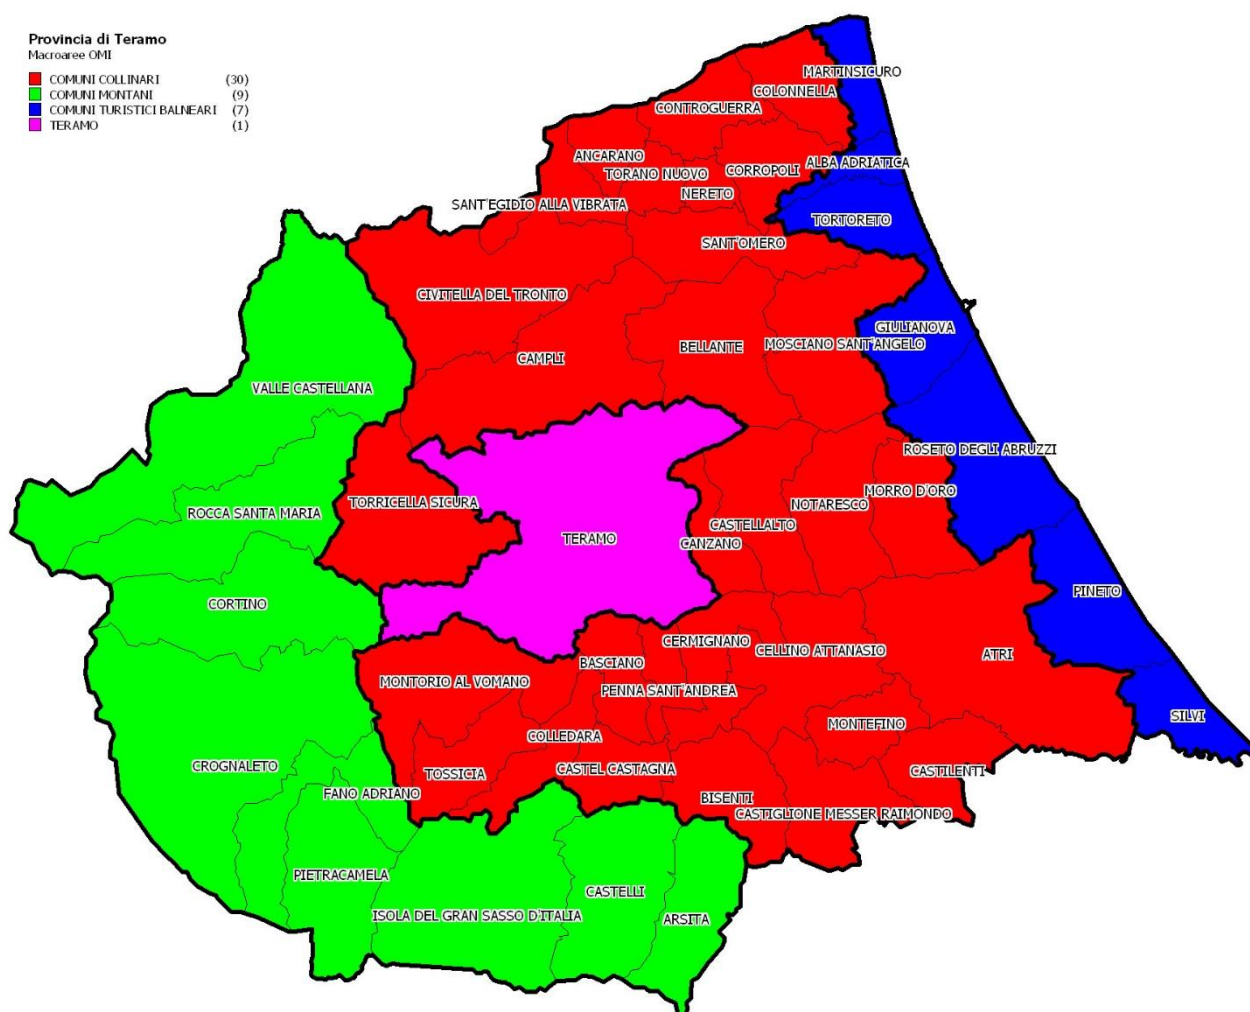 Provincia di Teramo
Macroaree OMI
COMUNI COLLINARI (30)
COMUNI MONTANI (9)
COMUNI TURISTICI BALNEARI (7)
TERAMO (1)
MARTINSICURO
COLONNELLA
CONTROGUERRA
ANCARANO
ALBA ADRIATICA
CORROPOLI
TORANO NUOVO
NERETO
SANT'EGIDIO ALLA VIBRATA
TORTORETO
SANT'OMERO
CIVITELLA DEL TRONTO
GIULIANOVA
MOSCIANO SANT'ANGELO
BELLANTE
CAMPLI
VALLE CASTELLANA
ROSETO DEGLI ABRUZZI
MORRO D'ORO
TORRICELLA SICURA
NOTARESCO
ROCCA SANTA MARIA
CASTELLALTO
TERAMO
CANZANO
PINETO
CORTINO
CERMIGNANO
CELLINO ATTANASIO
ATRI
BASCIANO
MONTORIO AL VOMANO
PENNA SANT'ANDREA
SILVI
MONTEFINO
COLLEDARA
CROGNALETO
TOSSICIA
CASTEL CASTAGNA
CASTILENTI
FANO ADRIANO
BISENTI
CASTIGLIONE MESSER RAIMONDO
PIETRACAMELA
CASTELLI
ISOLA DEL GRAN SASSO D'ITALIA
ARSITA